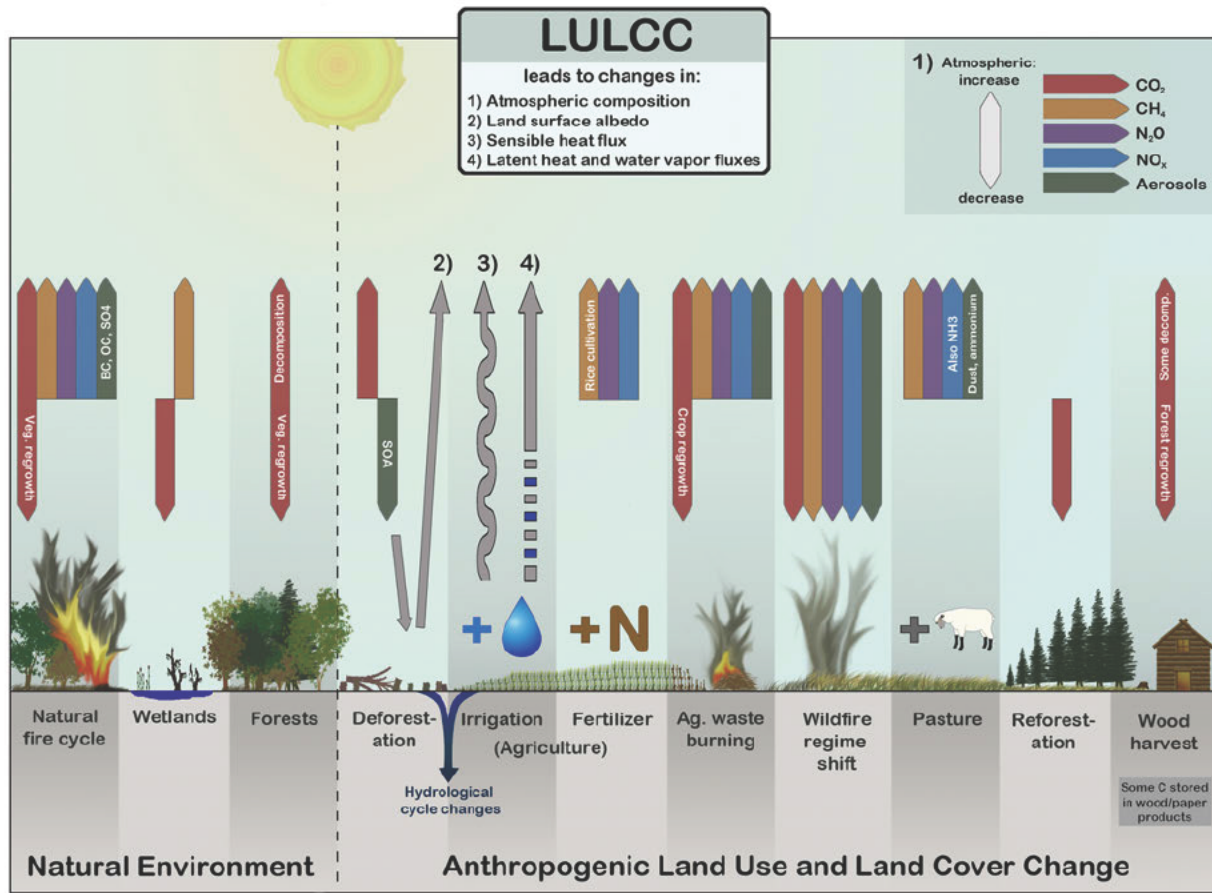 LULCC
leads to changes in:
1) Atmospheric composition
2) Land surface albedo
3) Sensible heat flux
4) Latent heat and water vapor fluxes
1) Atmospheric:
increase
decrease
CO₂
CH₄
N₂O
NOₓ
Aerosols
2)
3)
4)
Veg. regrowth
BC, OC, SO4
Decomposition
Veg. regrowth
SOA
Rice cultivation
Crop regrowth
Also NH3
Dust, ammonium
Some decomp.
Forest regrowth
+
+ N
+
Natural
fire cycle
Wetlands
Forests
Deforest-
ation
Irrigation
(Agriculture)
Fertilizer
Ag. waste
burning
Wildfire
regime
shift
Pasture
Reforest-
ation
Wood
harvest
Hydrological
cycle changes
Some C stored
in wood/paper
products
Natural Environment
Anthropogenic Land Use and Land Cover Change